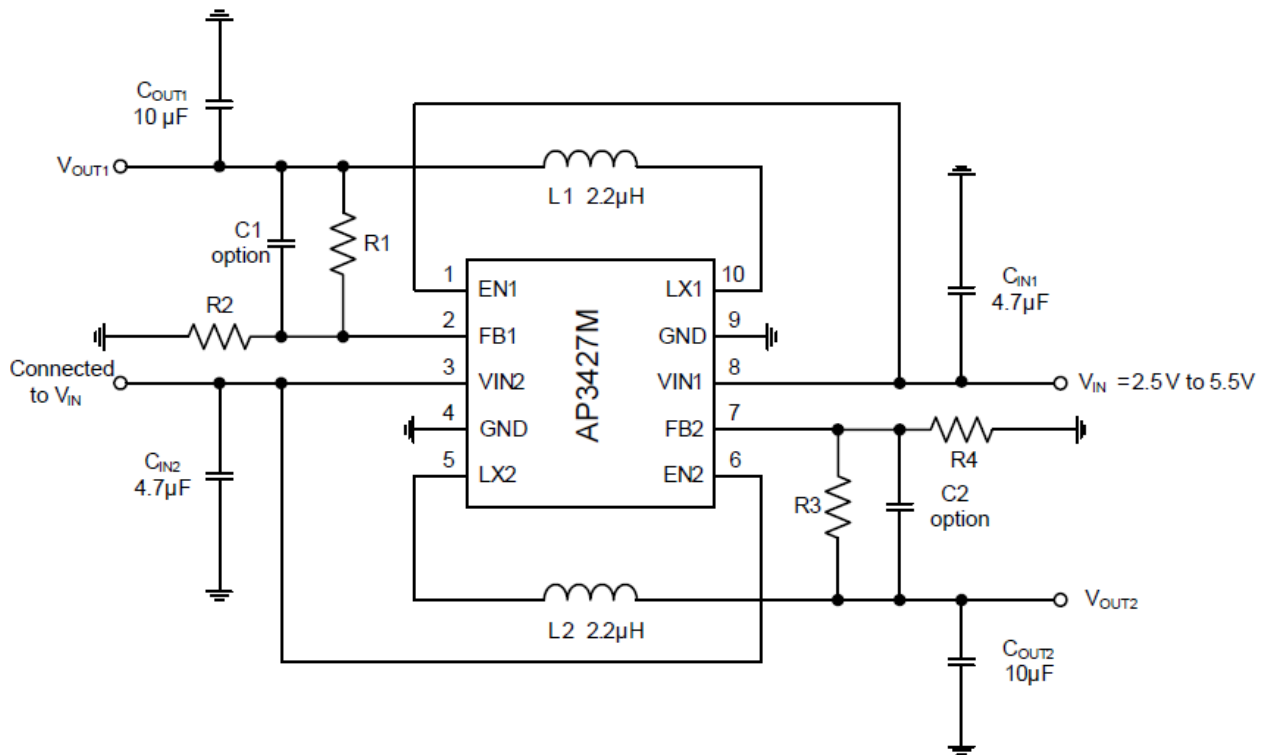 COUT1
10 µF
VOUT1
L1 2.2µH
C1
option
R1
CIN1
4.7µF
R2
1
EN1
LX1
10
2
FB1
GND
9
Connected
to VIN
3
VIN2
VIN1
8
VIN =2.5V to 5.5V
4
GND
FB2
7
5
LX2
EN2
6
AP3427M
CIN2
4.7µF
R4
R3
C2
option
L2 2.2µH
VOUT2
COUT2
10µF